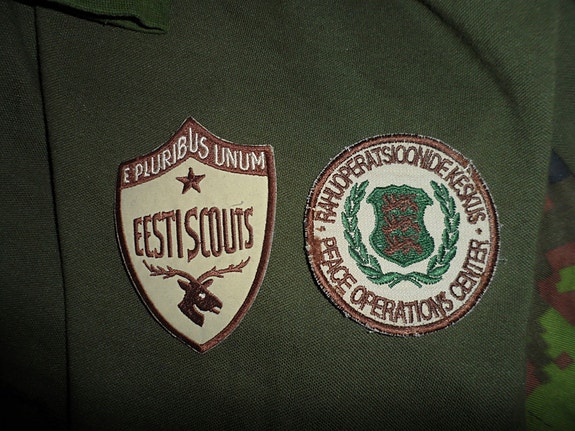 E PLURIBUS UNUM
EESTI SCOUTS
RAHUOPERATSIOONIDE KESKUS
PEACE OPERATIONS CENTER